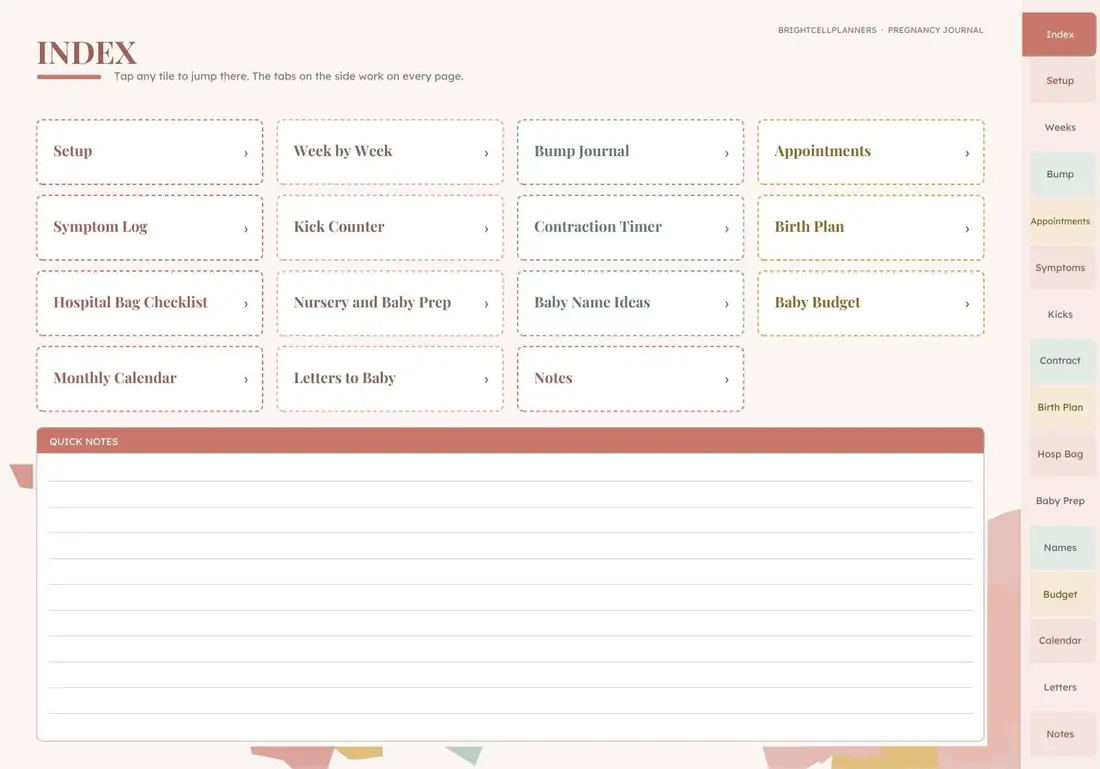 BRIGHTCELLPLANNERS · PREGNANCY JOURNAL
INDEX
Tap any tile to jump there. The tabs on the side work on every page.
Setup ›
Week by Week ›
Bump Journal ›
Appointments ›
Symptom Log ›
Kick Counter ›
Contraction Timer ›
Birth Plan ›
Hospital Bag Checklist ›
Nursery and Baby Prep ›
Baby Name Ideas ›
Baby Budget ›
Monthly Calendar ›
Letters to Baby ›
Notes ›
QUICK NOTES
Index
Setup
Weeks
Bump
Appointments
Symptoms
Kicks
Contract
Birth Plan
Hosp Bag
Baby Prep
Names
Budget
Calendar
Letters
Notes